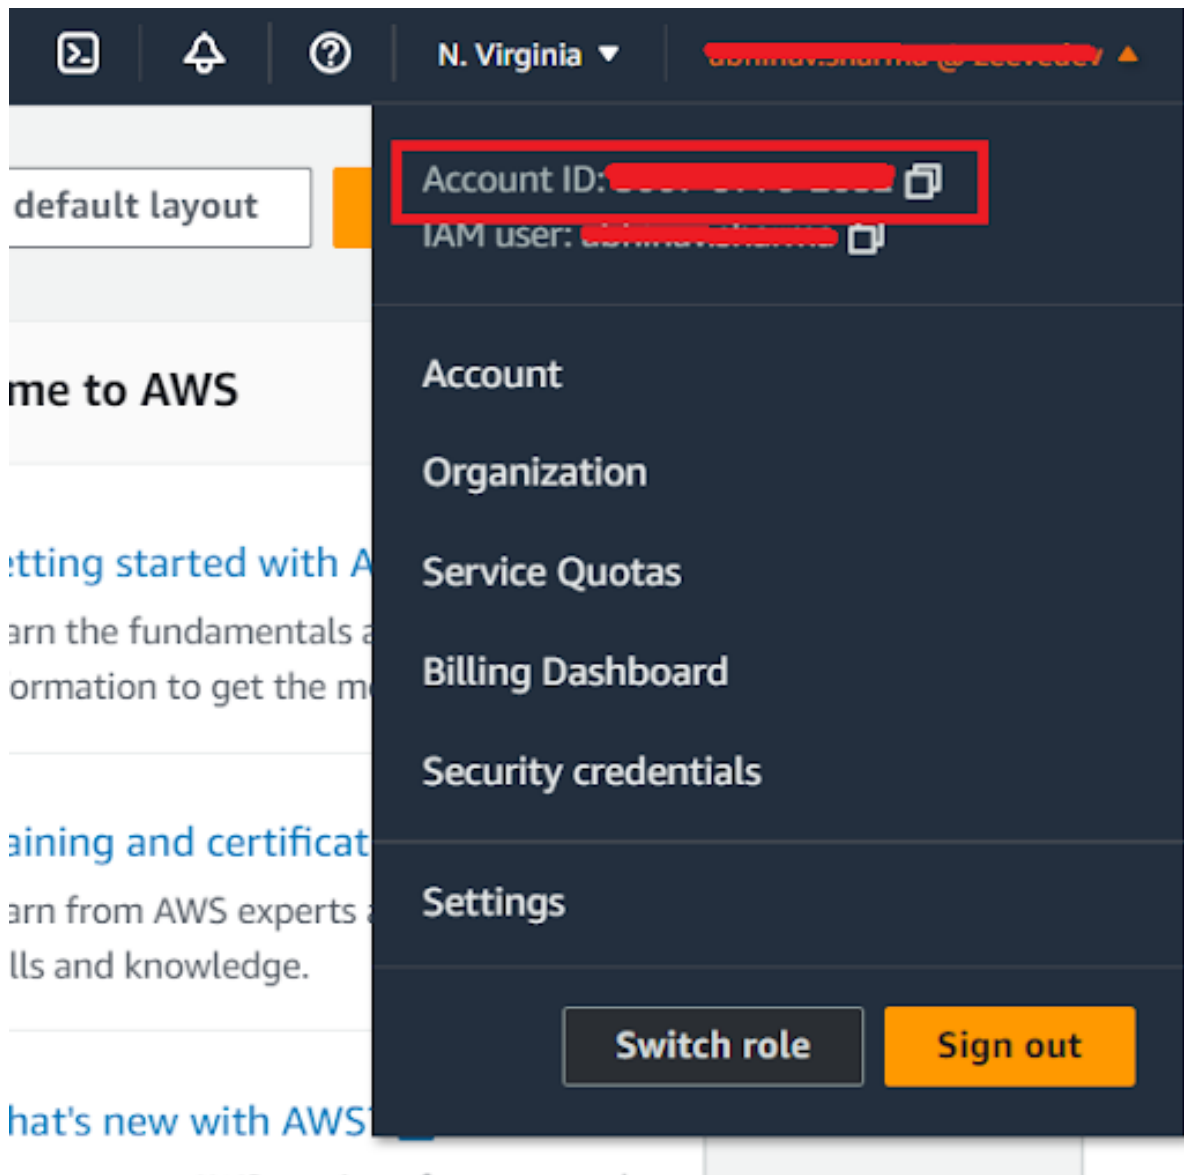 N. Virginia
default layout
Account ID:
IAM user:
me to AWS
Account
Organization
etting started with A
Service Quotas
arn the fundamentals a
ormation to get the m
Billing Dashboard
Security credentials
aining and certificat
Settings
arn from AWS experts
lls and knowledge.
Switch role
Sign out
hat's new with AWS?